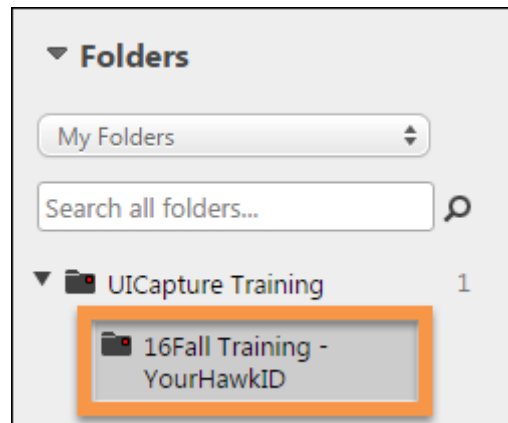 Folders
My Folders
Search all folders...
UICapture Training 1
16Fall Training -
YourHawkID